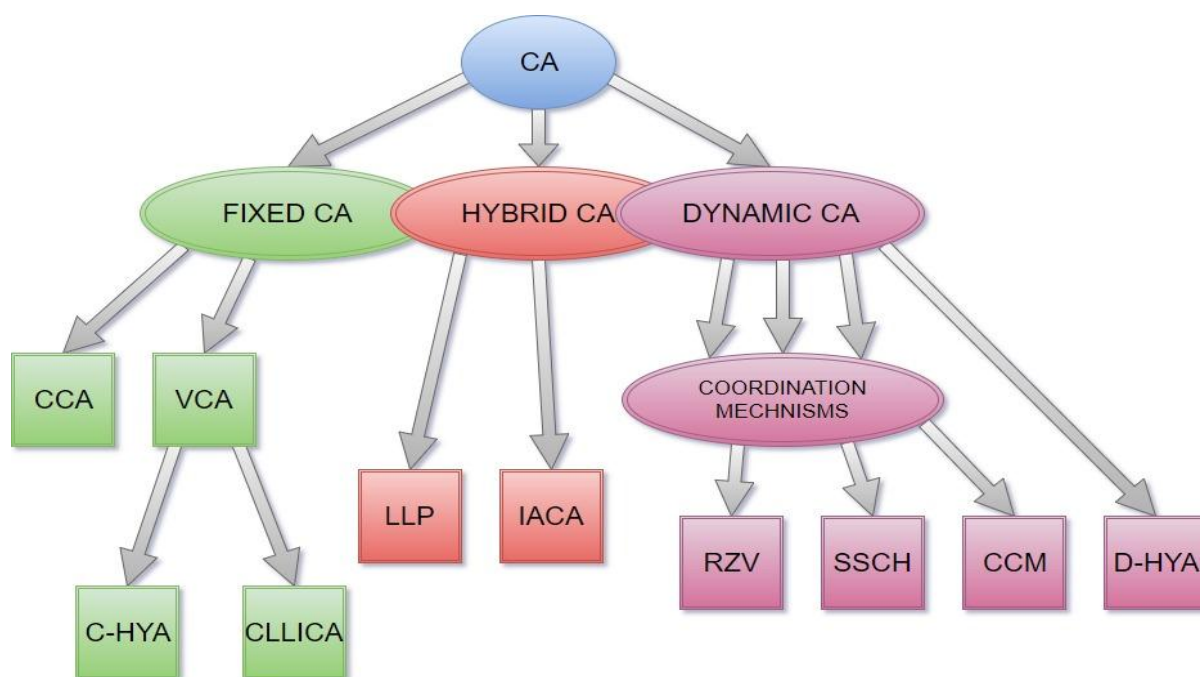 CA
FIXED CA
HYBRID CA
DYNAMIC CA
CCA
VCA
COORDINATION
MECHNISMS
LLP
IACA
RZV
SSCH
CCM
D-HYA
C-HYA
CLLICA